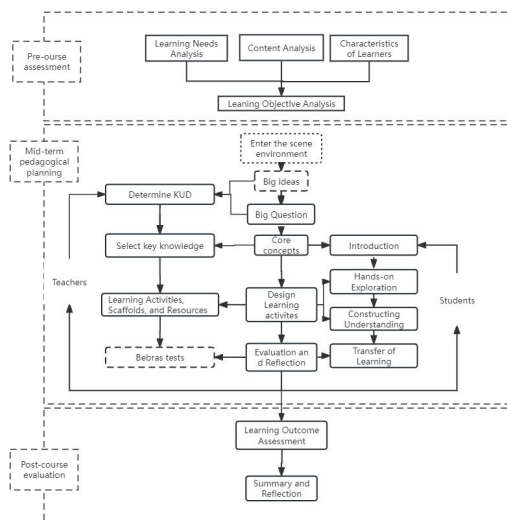 Pre-ourse
assessment
Learning Needs
Analysis
Content Analysis
Characteristics
of Learners
Leaning Objective Analysis
Mid-term
pedagogical
planning
Enter the scene
environment
Big ideas
Determine KUD
Big Question
Select key knowledge
Core
concepts
Introduction
Hands-on
Exploration
Teachers
Learning Activities,
Scaffolds, and Resources
Design
Learning
activites
Students
Constructing
Understanding
Bebras tests
Evaluation an
d Reflection
Transfer of
Learning
Learning Outcome
Assessment
Post-course
evaluation
Summary and
Reflection